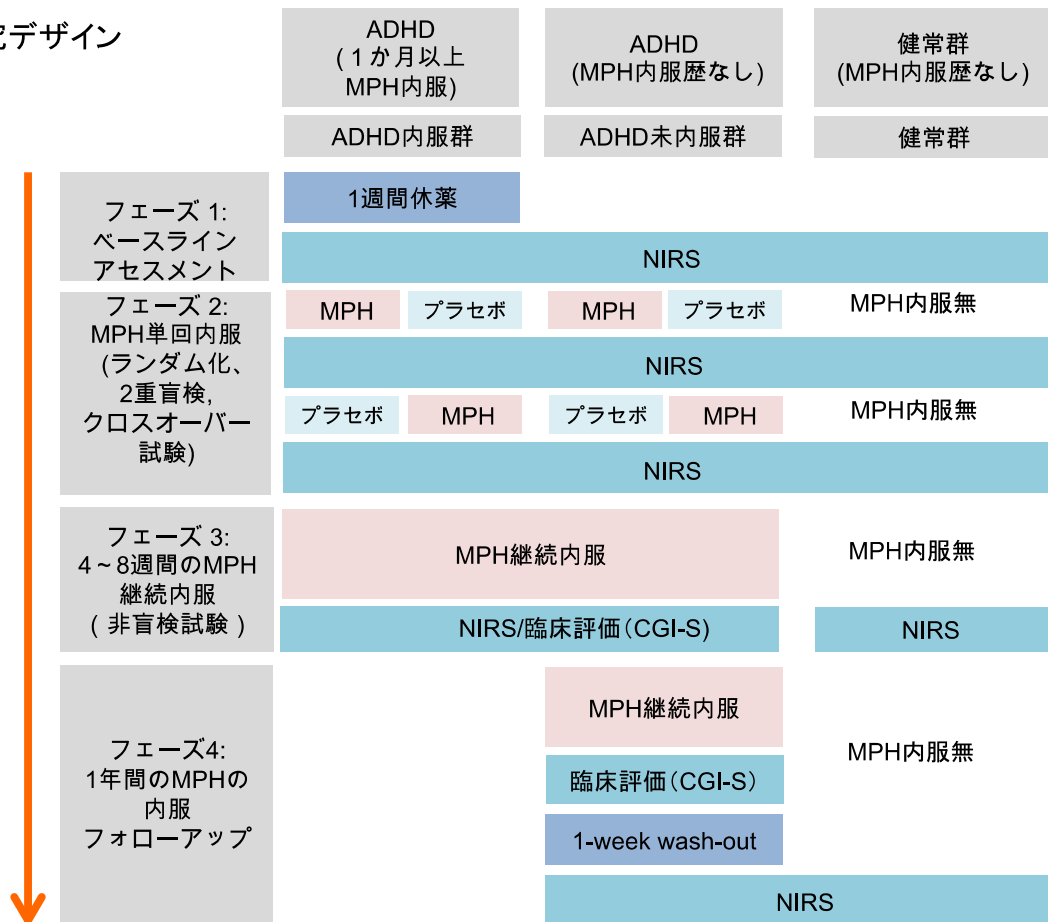 デザイン
ADHD
(１か月以上
MPH内服)
ADHD
(MPH内服歴なし)
健常群
(MPH内服歴なし)
ADHD内服群
ADHD未内服群
健常群
フェーズ 1:
ベースライン
アセスメント
1週間休薬
NIRS
フェーズ 2:
MPH単回内服
(ランダム化、
2重盲検,
クロスオーバー
試験)
MPH
プラセボ
MPH
プラセボ
MPH内服無
NIRS
プラセボ
MPH
プラセボ
MPH
MPH内服無
NIRS
フェーズ 3:
4～8週間のMPH
継続内服
( 非盲検試験 )
MPH継続内服
MPH内服無
NIRS/臨床評価(CGI-S)
NIRS
フェーズ4:
1年間のMPHの
内服
フォローアップ
MPH継続内服
MPH内服無
臨床評価(CGI-S)
1-week wash-out
NIRS